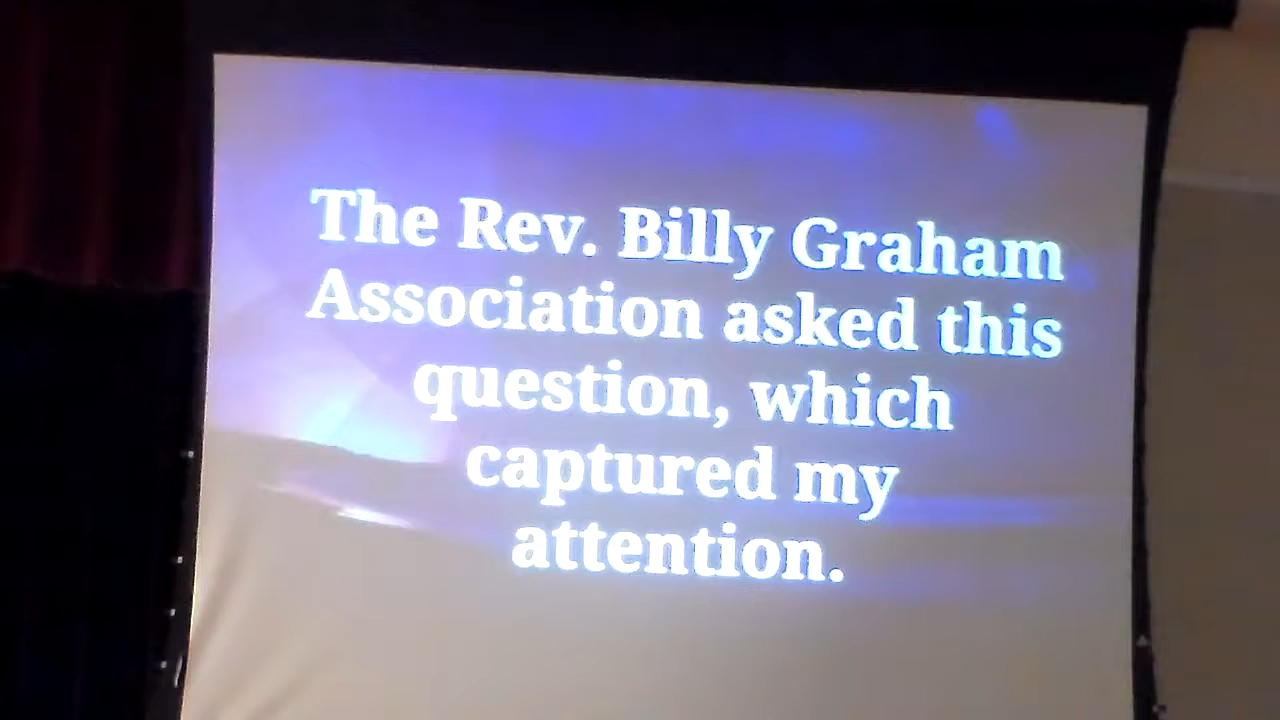 The Rev. Billy Graham
Association asked this
question, which
captured my
attention.